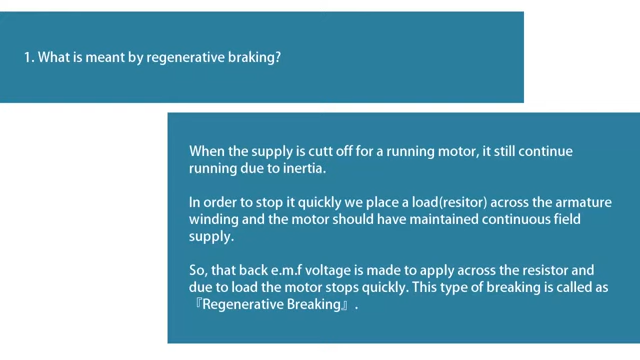 1. What is meant by regenerative braking?
When the supply is cutt off for a running motor, it still continue
running due to inertia.
In order to stop it quickly we place a load(resitor) across the armature
winding and the motor should have maintained continuous field
supply.
So, that back e.m.f voltage is made to apply across the resistor and
due to load the motor stops quickly. This type of breaking is called as
『Regenerative Breaking』.